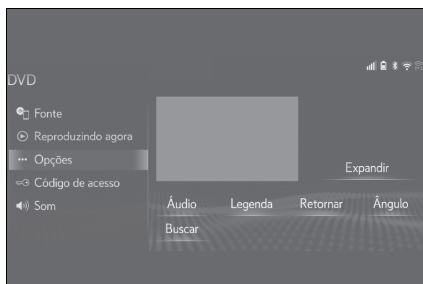 DVD
Fonte
Reproduzindo agora
Opções
Código de acesso
Som
Expandir
Áudio Legenda Retornar Ângulo
Buscar